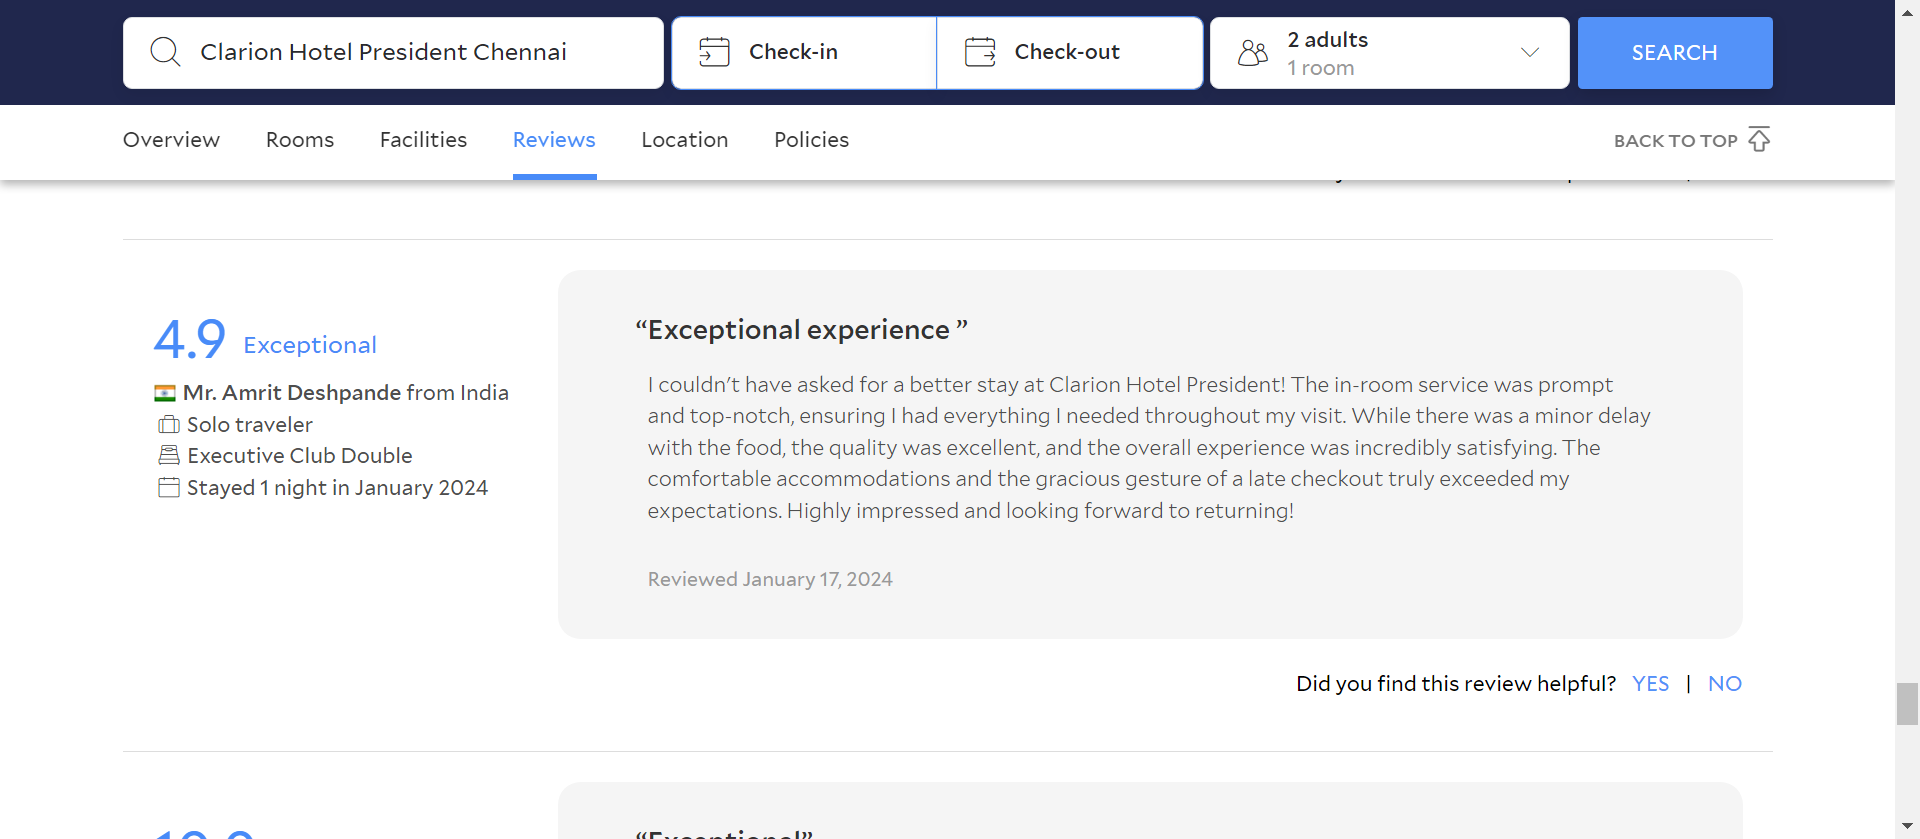 Clarion Hotel President Chennai
Check-in
Check-out
2 adults
1 room
SEARCH
Overview
Rooms
Facilities
Reviews
Location
Policies
BACK TO TOP
4.9 Exceptional
Mr. Amrit Deshpande from India
Solo traveler
Executive Club Double
Stayed 1 night in January 2024
“Exceptional experience ”
I couldn't have asked for a better stay at Clarion Hotel President! The in-room service was prompt
and top-notch, ensuring I had everything I needed throughout my visit. While there was a minor delay
with the food, the quality was excellent, and the overall experience was incredibly satisfying. The
comfortable accommodations and the gracious gesture of a late checkout truly exceeded my
expectations. Highly impressed and looking forward to returning!
Reviewed January 17, 2024
Did you find this review helpful? YES | NO
“Exceptional”